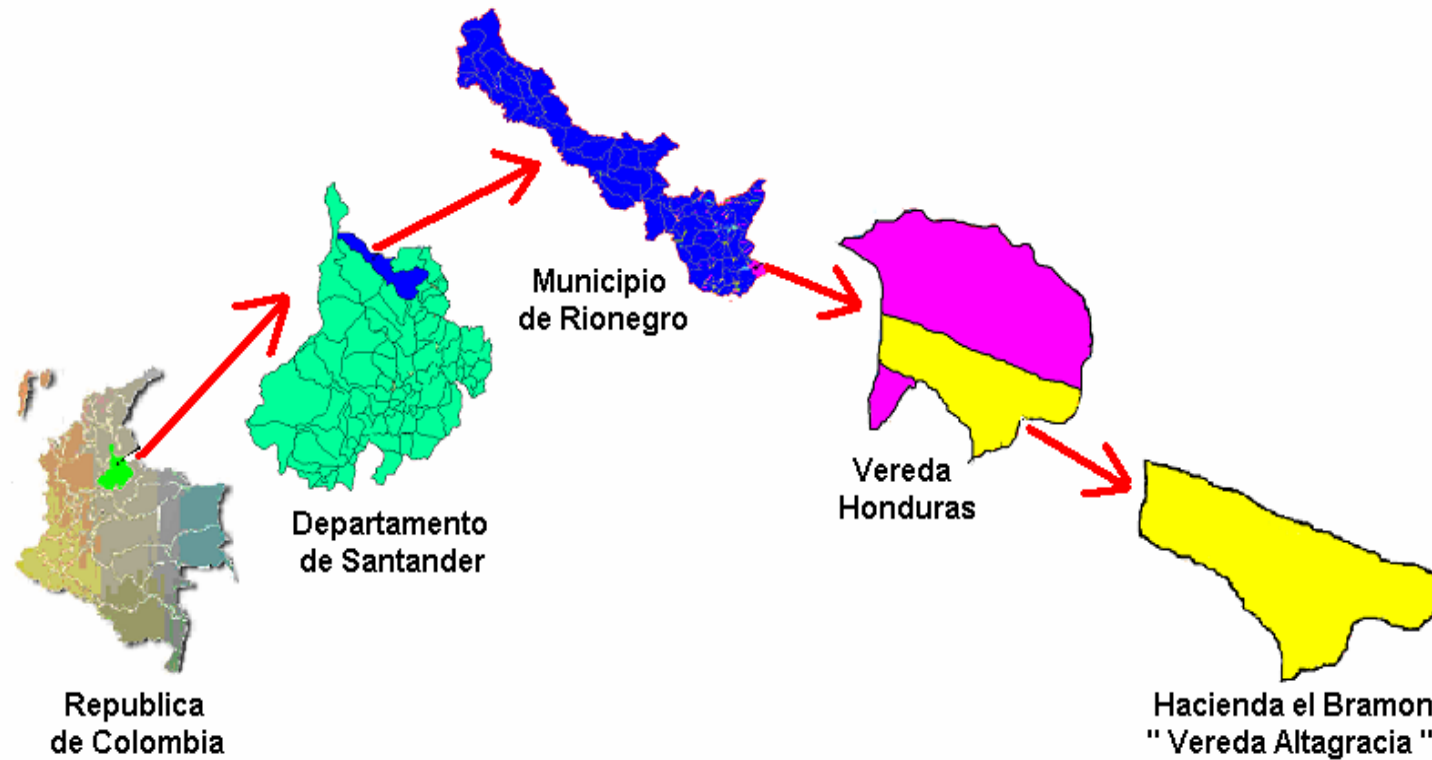 Municipio
de Rionegro
Vereda
Honduras
Departamento
de Santander
Republica
de Colombia
Hacienda el Bramon
" Vereda Altagracia "